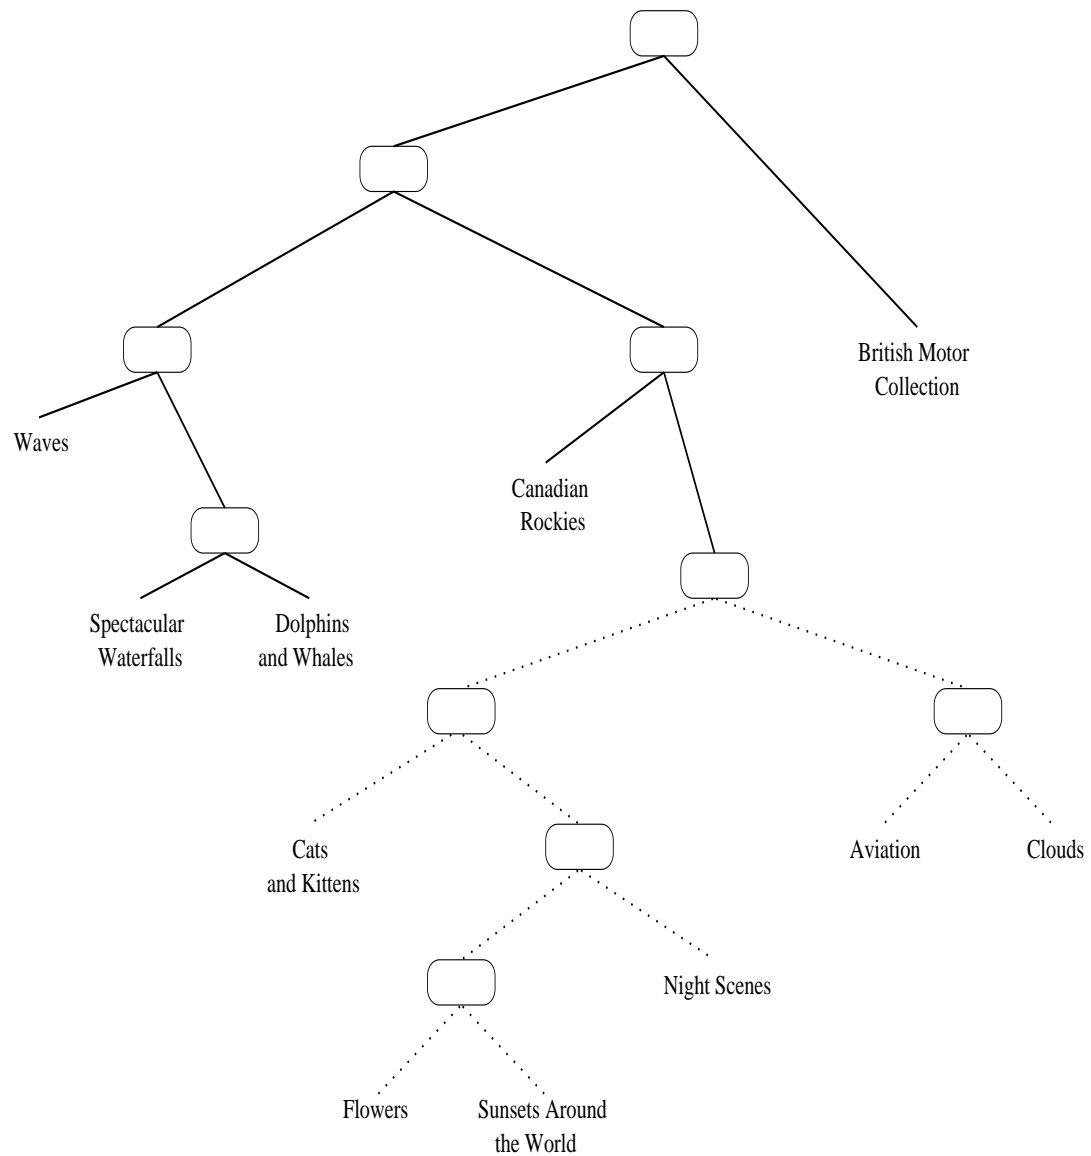 British Motor
Collection
Waves
Canadian
Rockies
Spectacular
Waterfalls
Dolphins
and Whales
Cats
and Kittens
Aviation
Clouds
Night Scenes
Flowers
Sunsets Around
the World